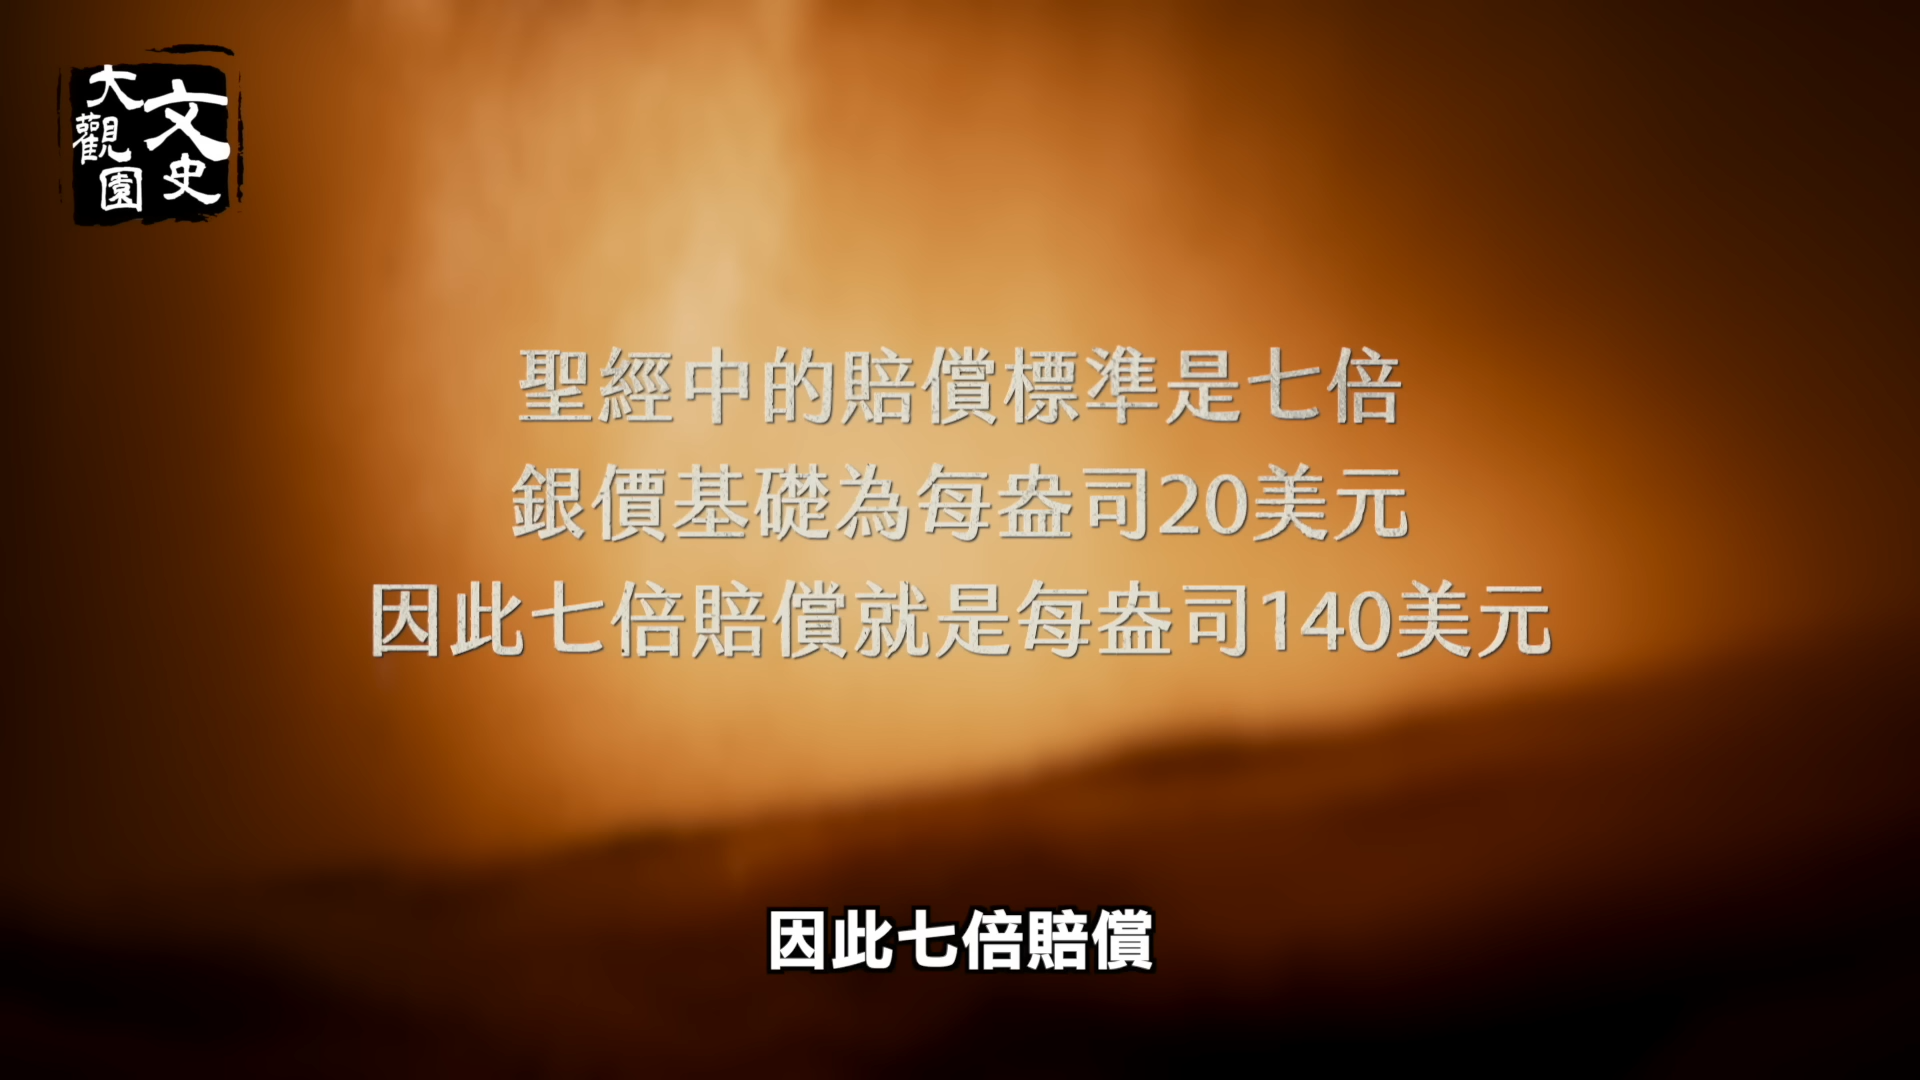 文史
大觀園
聖經中的賠償標準是七倍
銀價基礎為每盎司20美元
因此七倍賠償就是每盎司140美元
因此七倍賠償